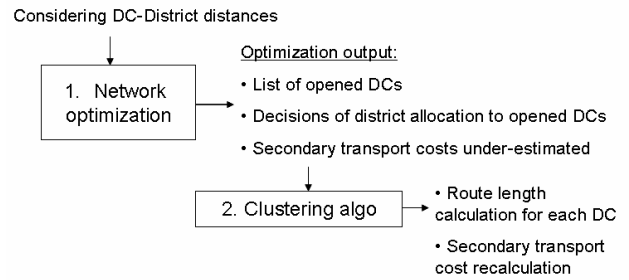 Considering DC-District distances
1. Network
optimization
Optimization output:
• List of opened DCs
• Decisions of district allocation to opened DCs
• Secondary transport costs under-estimated
2. Clustering algo
• Route length
calculation for each DC
• Secondary transport
cost recalculation